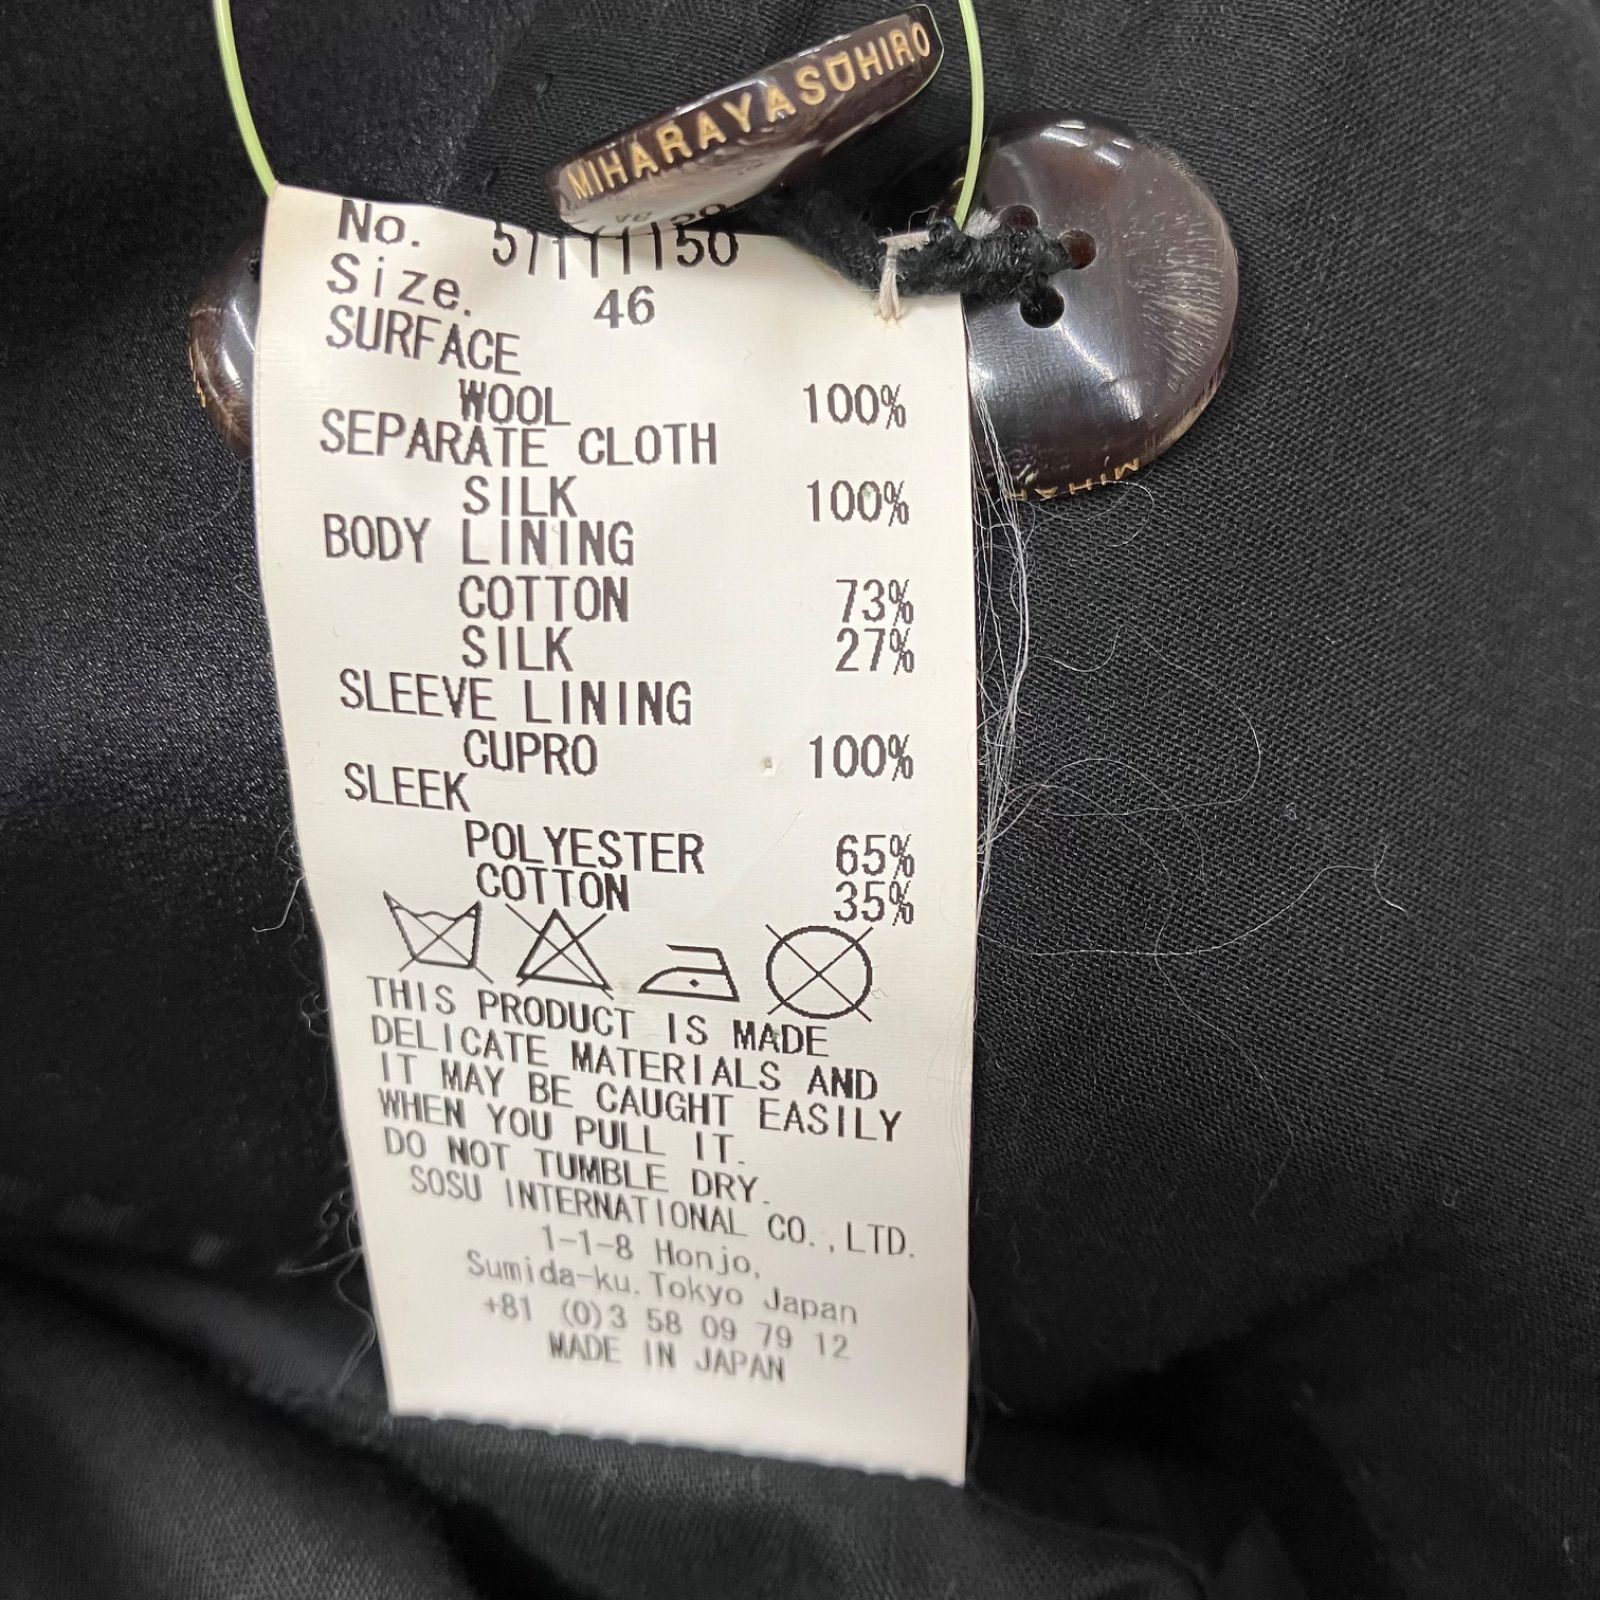 MIHARAYASUHIRO
No.
Size. 46
SURFACE
WOOL 100%
SEPARATE CLOTH
SILK 100%
BODY LINING
COTTON 73%
SILK 27%
SLEEVE LINING
CUPRO 100%
SLEEK
POLYESTER 65%
COTTON 35%
THIS PRODUCT IS MADE
DELICATE MATERIALS AND
IT MAY BE CAUGHT EASILY
WHEN YOU PULL IT.
DO NOT TUMBLE DRY.
SOSU INTERNATIONAL CO.,LTD.
1-1-8 Honjo,
Sumida-ku.Tokyo Japan
+81 (0)3 58 09 79 12
MADE IN JAPAN